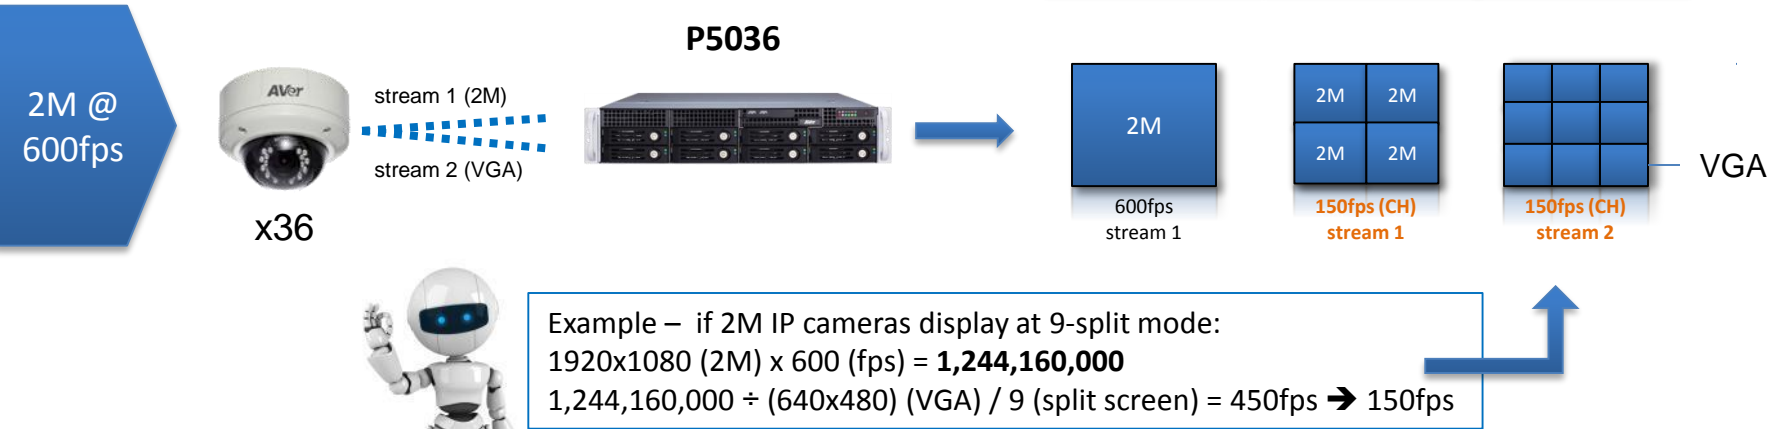 2M @
600fps
AVer
x36
stream 1 (2M)
stream 2 (VGA)
P5036
2M
600fps
stream 1
2M 2M
2M 2M
150fps (CH)
stream 1
150fps (CH)
stream 2
VGA
Example – if 2M IP cameras display at 9-split mode:
1920x1080 (2M) x 600 (fps) = 1,244,160,000
1,244,160,000 ÷ (640x480) (VGA) / 9 (split screen) = 450fps ➔ 150fps